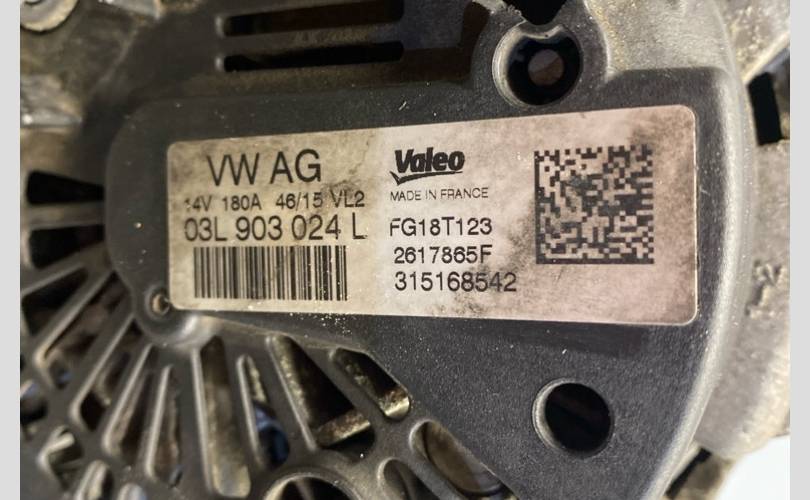 VW AG
14V 180A 46/15 VL2
03L 903 024 L
Valeo
MADE IN FRANCE
FG18T123
2617865F
315168542